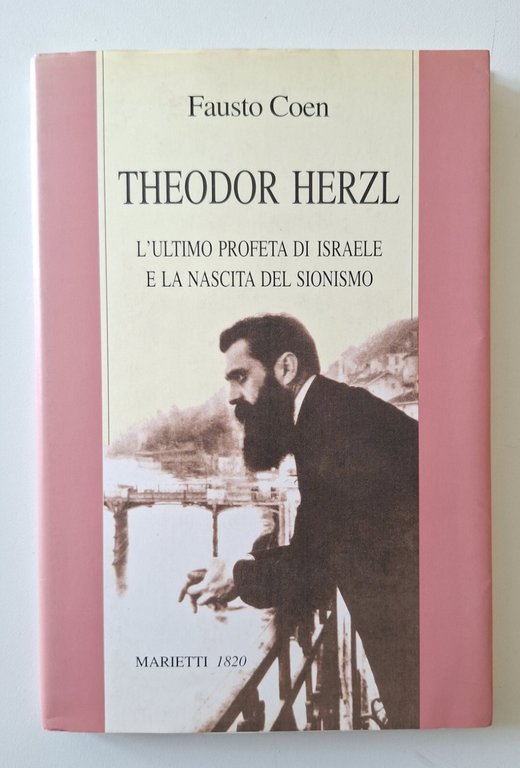 Fausto Coen
THEODOR HERZL
L'ULTIMO PROFETA DI ISRAELE
E LA NASCITA DEL SIONISMO
MARIETTI 1820